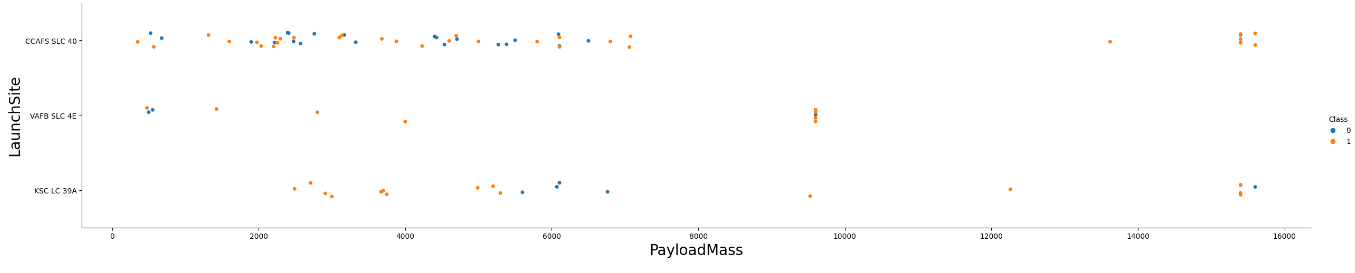 LaunchSite
CCAFS SLC 40
VAFB SLC 4E
KSC LC 39A
0 2000 4000 6000 8000 10000 12000 14000 16000
PayloadMass
Class
0
1